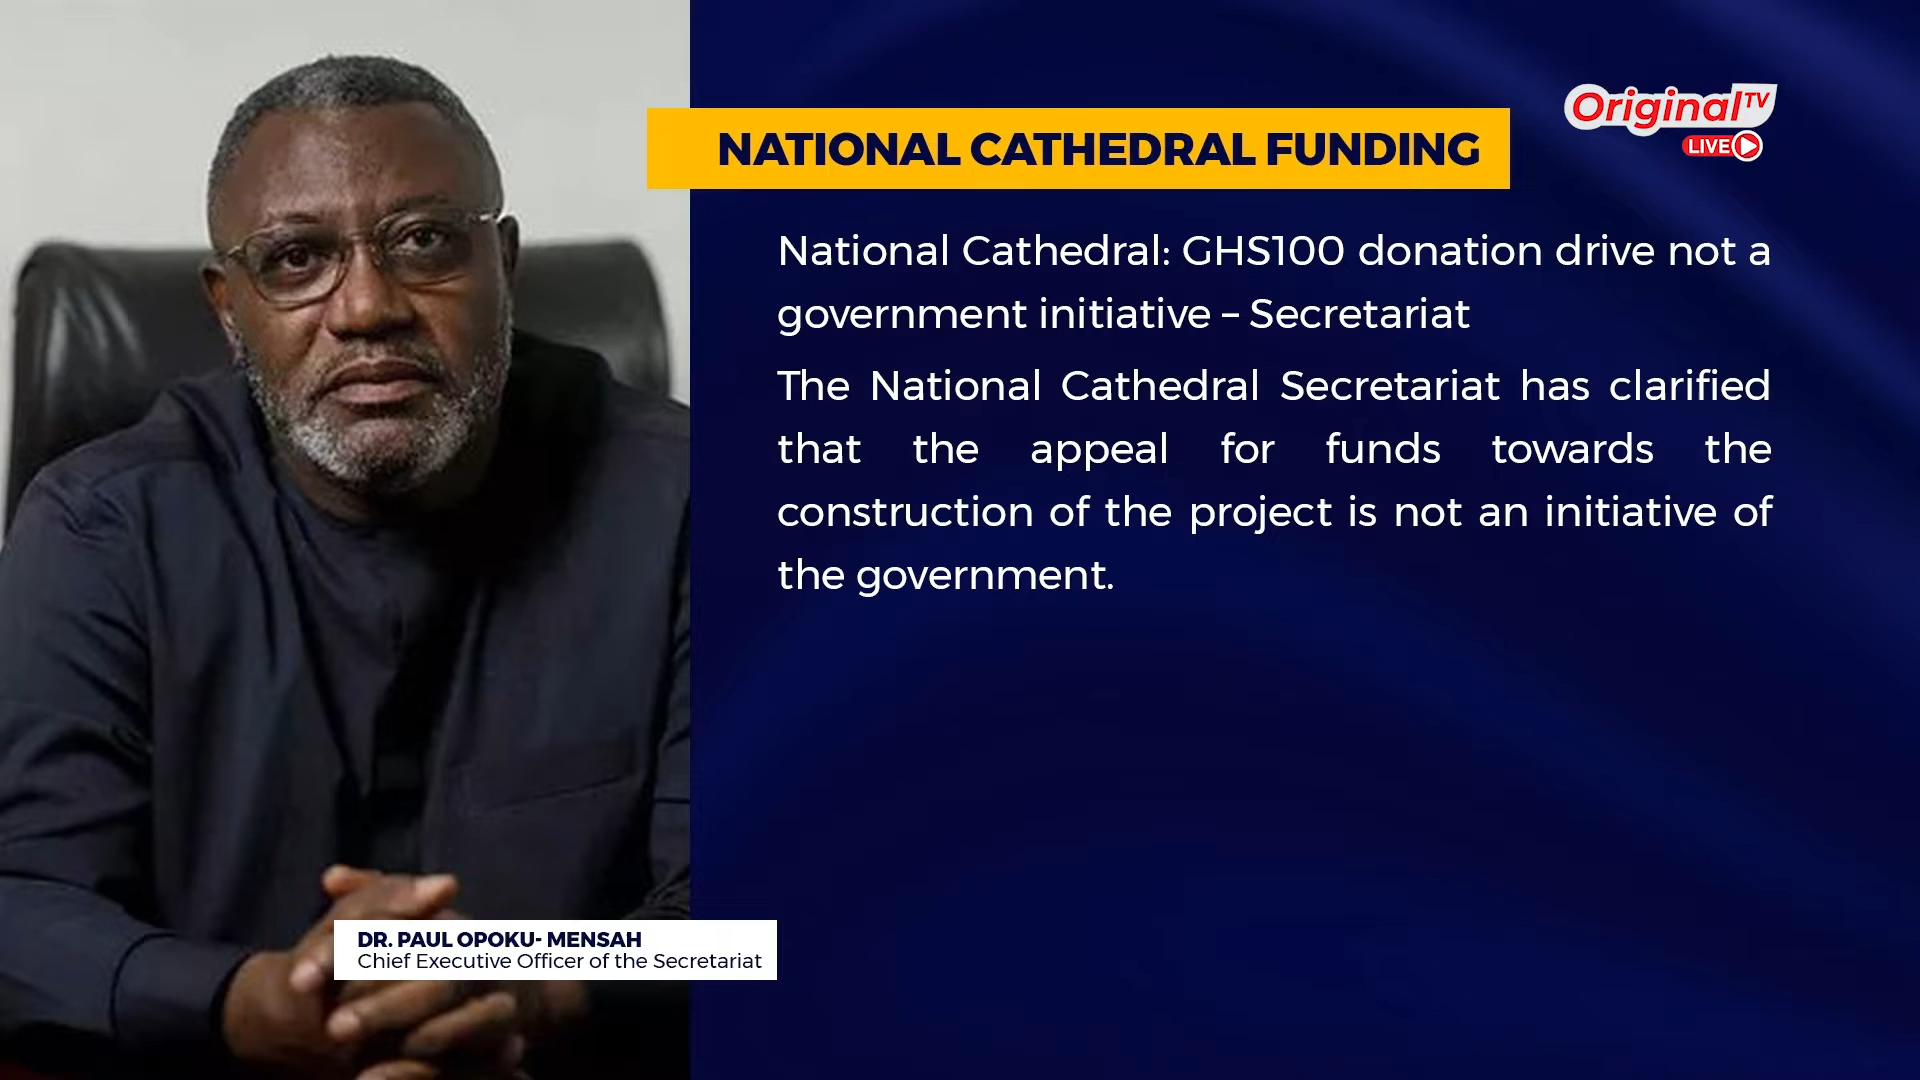 Original TV
LIVE
NATIONAL CATHEDRAL FUNDING
National Cathedral: GHS100 donation drive not a
government initiative – Secretariat
The National Cathedral Secretariat has clarified
that the appeal for funds towards the
construction of the project is not an initiative of
the government.
DR. PAUL OPOKU- MENSAH
Chief Executive Officer of the Secretariat